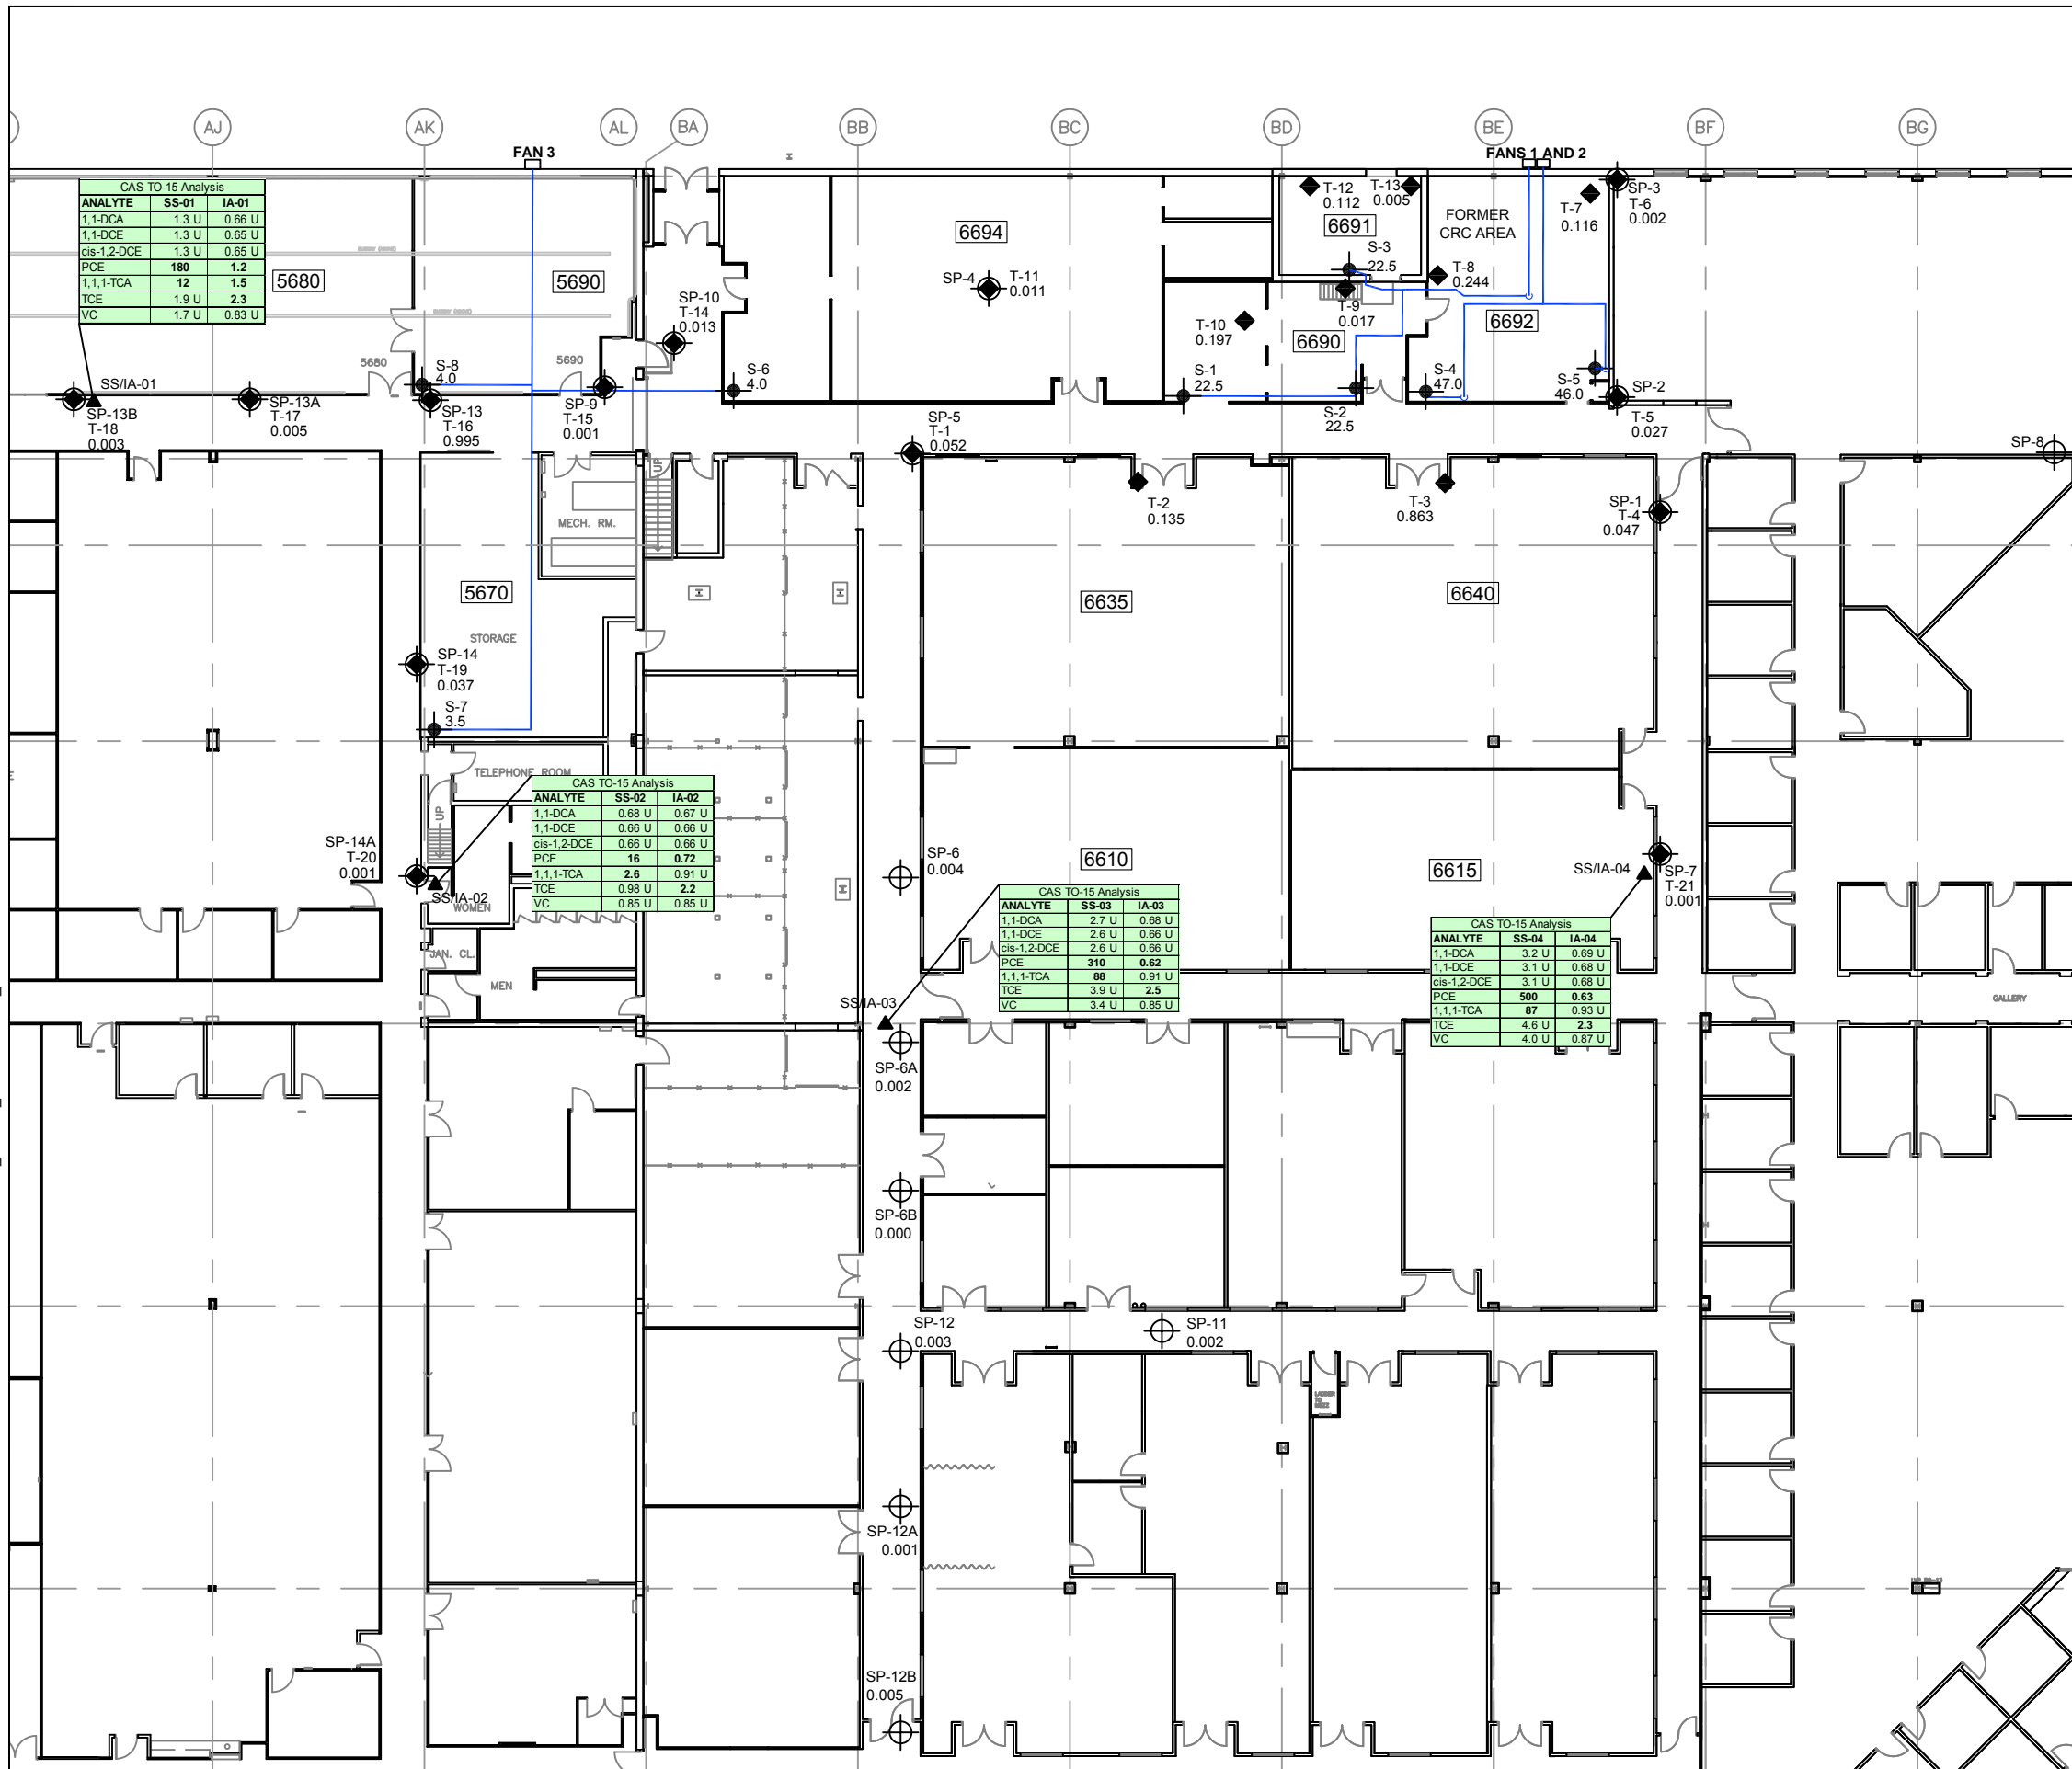 AJ
AK
AL
BA
BB
BC
BD
BE
BF
BG
FAN 3
FANS 1 AND 2
CAS TO-15 Analysis
ANALYTE SS-01 IA-01
1,1-DCA 1.3 U 0.66 U
1,1-DCE 1.3 U 0.65 U
cis-1,2-DCE 1.3 U 0.65 U
PCE 180 1.2
1,1,1-TCA 12 1.5
TCE 1.9 U 2.3
VC 1.7 U 0.83 U
5680
5690
6694
6691
6690
6692
FORMER
CRC AREA
T-12
0.112
T-13
0.005
T-7
0.116
SP-3
T-6
0.002
S-3
22.5
T-8
0.244
T-9
0.017
T-10
0.197
SP-4
T-11
0.011
SP-10
T-14
0.013
5680
5690
S-8
4.0
S-6
4.0
S-1
22.5
S-2
22.5
S-4
47.0
S-5
46.0
SP-2
T-5
0.027
SS/IA-01
SP-13B
T-18
0.003
SP-13A
T-17
0.005
SP-13
T-16
0.995
SP-9
T-15
0.001
SP-5
T-1
0.052
SP-8
T-2
0.135
T-3
0.863
SP-1
T-4
0.047
UP
MECH. RM.
5670
STORAGE
6635
6640
SP-14
T-19
0.037
S-7
3.5
TELEPHONE ROOM
UP
CAS TO-15 Analysis
ANALYTE SS-02 IA-02
1,1-DCA 0.68 U 0.67 U
1,1-DCE 0.66 U 0.66 U
cis-1,2-DCE 0.66 U 0.66 U
PCE 16 0.72
1,1,1-TCA 2.6 0.91 U
TCE 0.98 U 2.2
VC 0.85 U 0.85 U
SP-14A
T-20
0.001
SS/IA-02
WOMEN
JAN. CL.
MEN
SP-6
0.004
6610
6615
SS/IA-04
SP-7
T-21
0.001
CAS TO-15 Analysis
ANALYTE SS-03 IA-03
1,1-DCA 2.7 U 0.68 U
1,1-DCE 2.6 U 0.66 U
cis-1,2-DCE 2.6 U 0.66 U
PCE 310 0.62
1,1,1-TCA 88 0.91 U
TCE 3.9 U 2.5
VC 3.4 U 0.85 U
CAS TO-15 Analysis
ANALYTE SS-04 IA-04
1,1-DCA 3.2 U 0.69 U
1,1-DCE 3.1 U 0.68 U
cis-1,2-DCE 3.1 U 0.68 U
PCE 500 0.63
1,1,1-TCA 87 0.93 U
TCE 4.6 U 2.3
VC 4.0 U 0.87 U
SS/IA-03
GALLERY
SP-6A
0.002
SP-6B
0.000
SP-12
0.003
SP-11
0.002
LADDER
TO
MEZZ
SP-12A
0.001
SP-12B
0.005